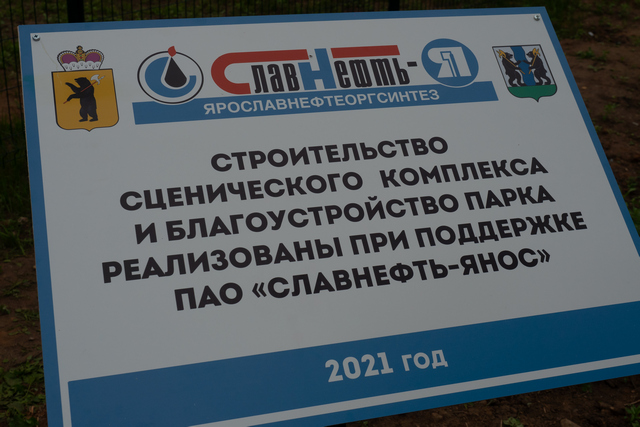 СЛАВНЕФТЬ-Я
ЯРОСЛАВНЕФТЕОРГСИНТЕЗ
СТРОИТЕЛЬСТВО
СЦЕНИЧЕСКОГО КОМПЛЕКСА
И БЛАГОУСТРОЙСТВО ПАРКА
РЕАЛИЗОВАНЫ ПРИ ПОДДЕРЖКЕ
ПАО «СЛАВНЕФТЬ-ЯНОС»
2021 ГОД